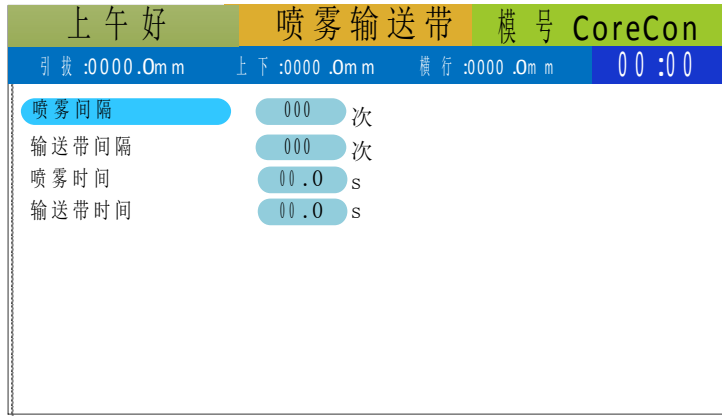 上午好 喷雾输送带 模号 CoreCon
引拔:0000.0mm 上下:0000.0mm 横行:0000.0mm 00:00
喷雾间隔 000 次
输送带间隔 000 次
喷雾时间 00.0 s
输送带时间 00.0 s